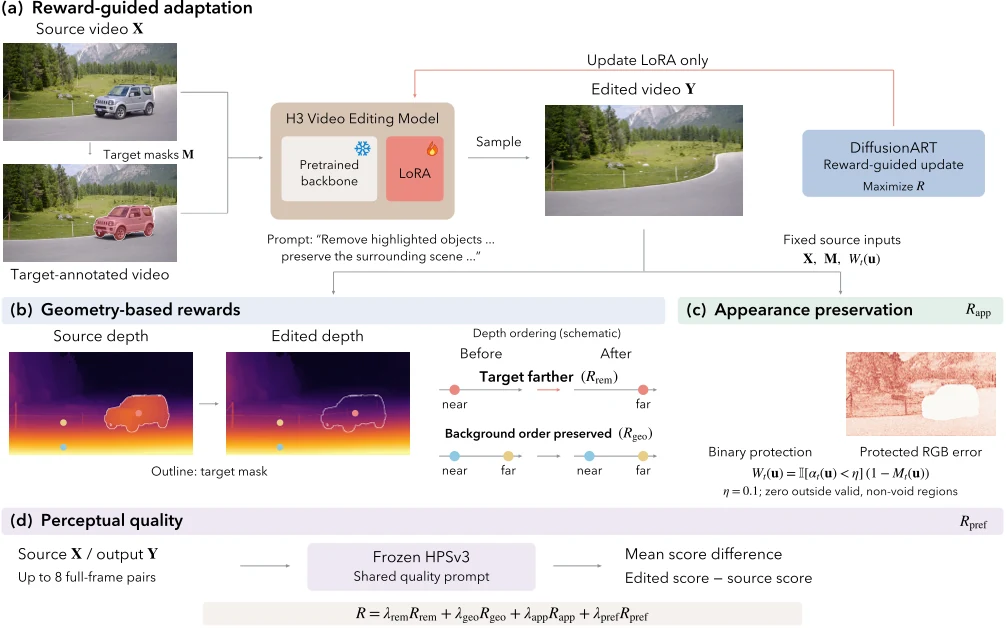 (a) Reward-guided adaptation
Source video X
Target masks M
Target-annotated video
H3 Video Editing Model
Pretrained
backbone
LoRA
Prompt: “Remove highlighted objects ...
preserve the surrounding scene ...”
Sample
Update LoRA only
Edited video Y
DiffusionART
Reward-guided update
Maximize R
Fixed source inputs
X, M, Wₜ(u)
(b) Geometry-based rewards
Source depth
Edited depth
Outline: target mask
Depth ordering (schematic)
Before
After
Target farther (R_rem)
near
far
Background order preserved (R_geo)
near
far
near
far
(c) Appearance preservation
R_app
Binary protection
Protected RGB error
Wₜ(u) = 𝕀[αₜ(u) < η] (1 − Mₜ(u))
η = 0.1; zero outside valid, non-void regions
(d) Perceptual quality
R_pref
Source X / output Y
Up to 8 full-frame pairs
Frozen HPSv3
Shared quality prompt
Mean score difference
Edited score − source score
R = λ_rem R_rem + λ_geo R_geo + λ_app R_app + λ_pref R_pref